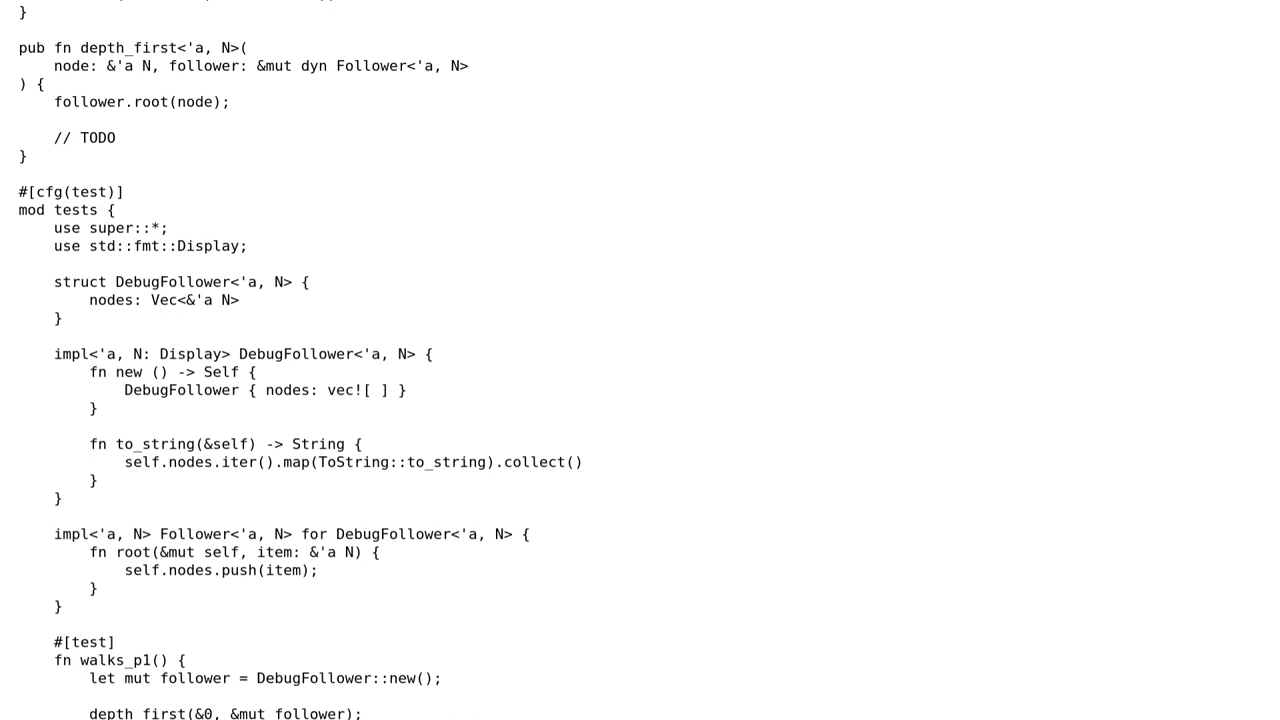 }
pub fn depth_first<'a, N>(
    node: &'a N, follower: &mut dyn Follower<'a, N>
) {
    follower.root(node);
    // TODO
}
#[cfg(test)]
mod tests {
    use super::*;
    use std::fmt::Display;
    struct DebugFollower<'a, N> {
        nodes: Vec<&'a N>
    }
    impl<'a, N: Display> DebugFollower<'a, N> {
        fn new () -> Self {
            DebugFollower { nodes: vec![ ] }
        }
        fn to_string(&self) -> String {
            self.nodes.iter().map(ToString::to_string).collect()
        }
    }
    impl<'a, N> Follower<'a, N> for DebugFollower<'a, N> {
        fn root(&mut self, item: &'a N) {
            self.nodes.push(item);
        }
    }
    #[test]
    fn walks_p1() {
        let mut follower = DebugFollower::new();
        depth_first(&0, &mut follower);